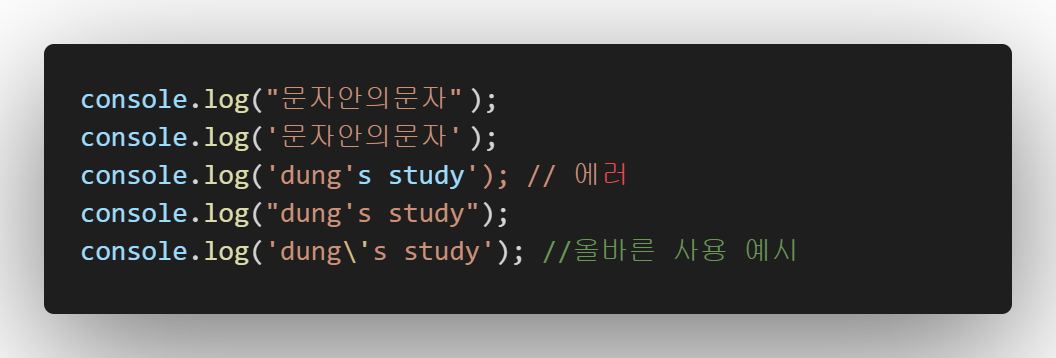 console.log("문자안의문자");
console.log('문자안의문자');
console.log('dung's study'); // 에러
console.log("dung's study");
console.log('dung\'s study'); //올바른 사용 예시